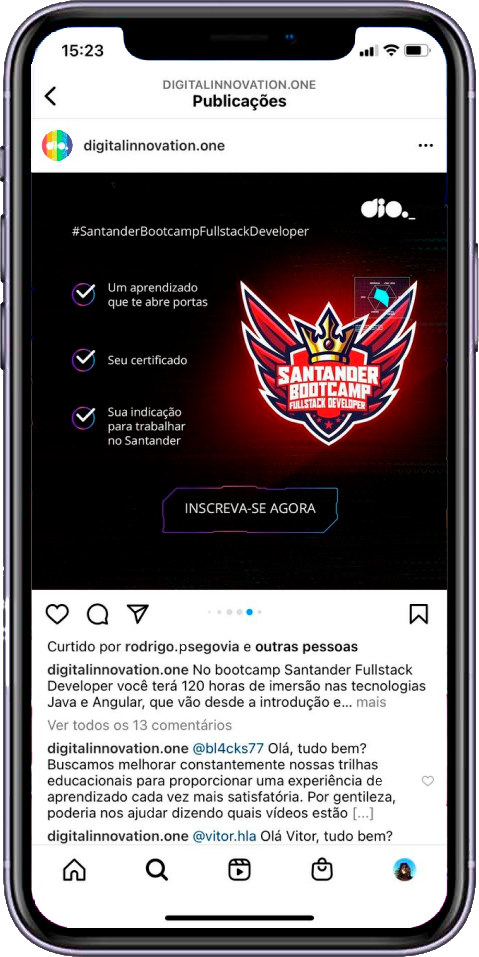 15:23
DIGITALINNOVATION.ONE
Publicações
digitalinnovation.one
dio._
#SantanderBootcampFullstackDeveloper
Um aprendizado
que te abre portas
Seu certificado
Sua indicação
para trabalhar
no Santander
SANTANDER
BOOTCAMP
FULLSTACK DEVELOPER
INSCREVA-SE AGORA
Curtido por rodrigo.psegovia e outras pessoas
digitalinnovation.one No bootcamp Santander Fullstack
Developer você terá 120 horas de imersão nas tecnologias
Java e Angular, que vão desde a introdução e... mais
Ver todos os 13 comentários
digitalinnovation.one @bl4cks77 Olá, tudo bem?
Buscamos melhorar constantemente nossas trilhas
educacionais para proporcionar uma experiência de
aprendizado cada vez mais satisfatória. Por gentileza,
poderia nos ajudar dizendo quais vídeos estão [...]
digitalinnovation.one @vitor.hla Olá Vitor, tudo bem?